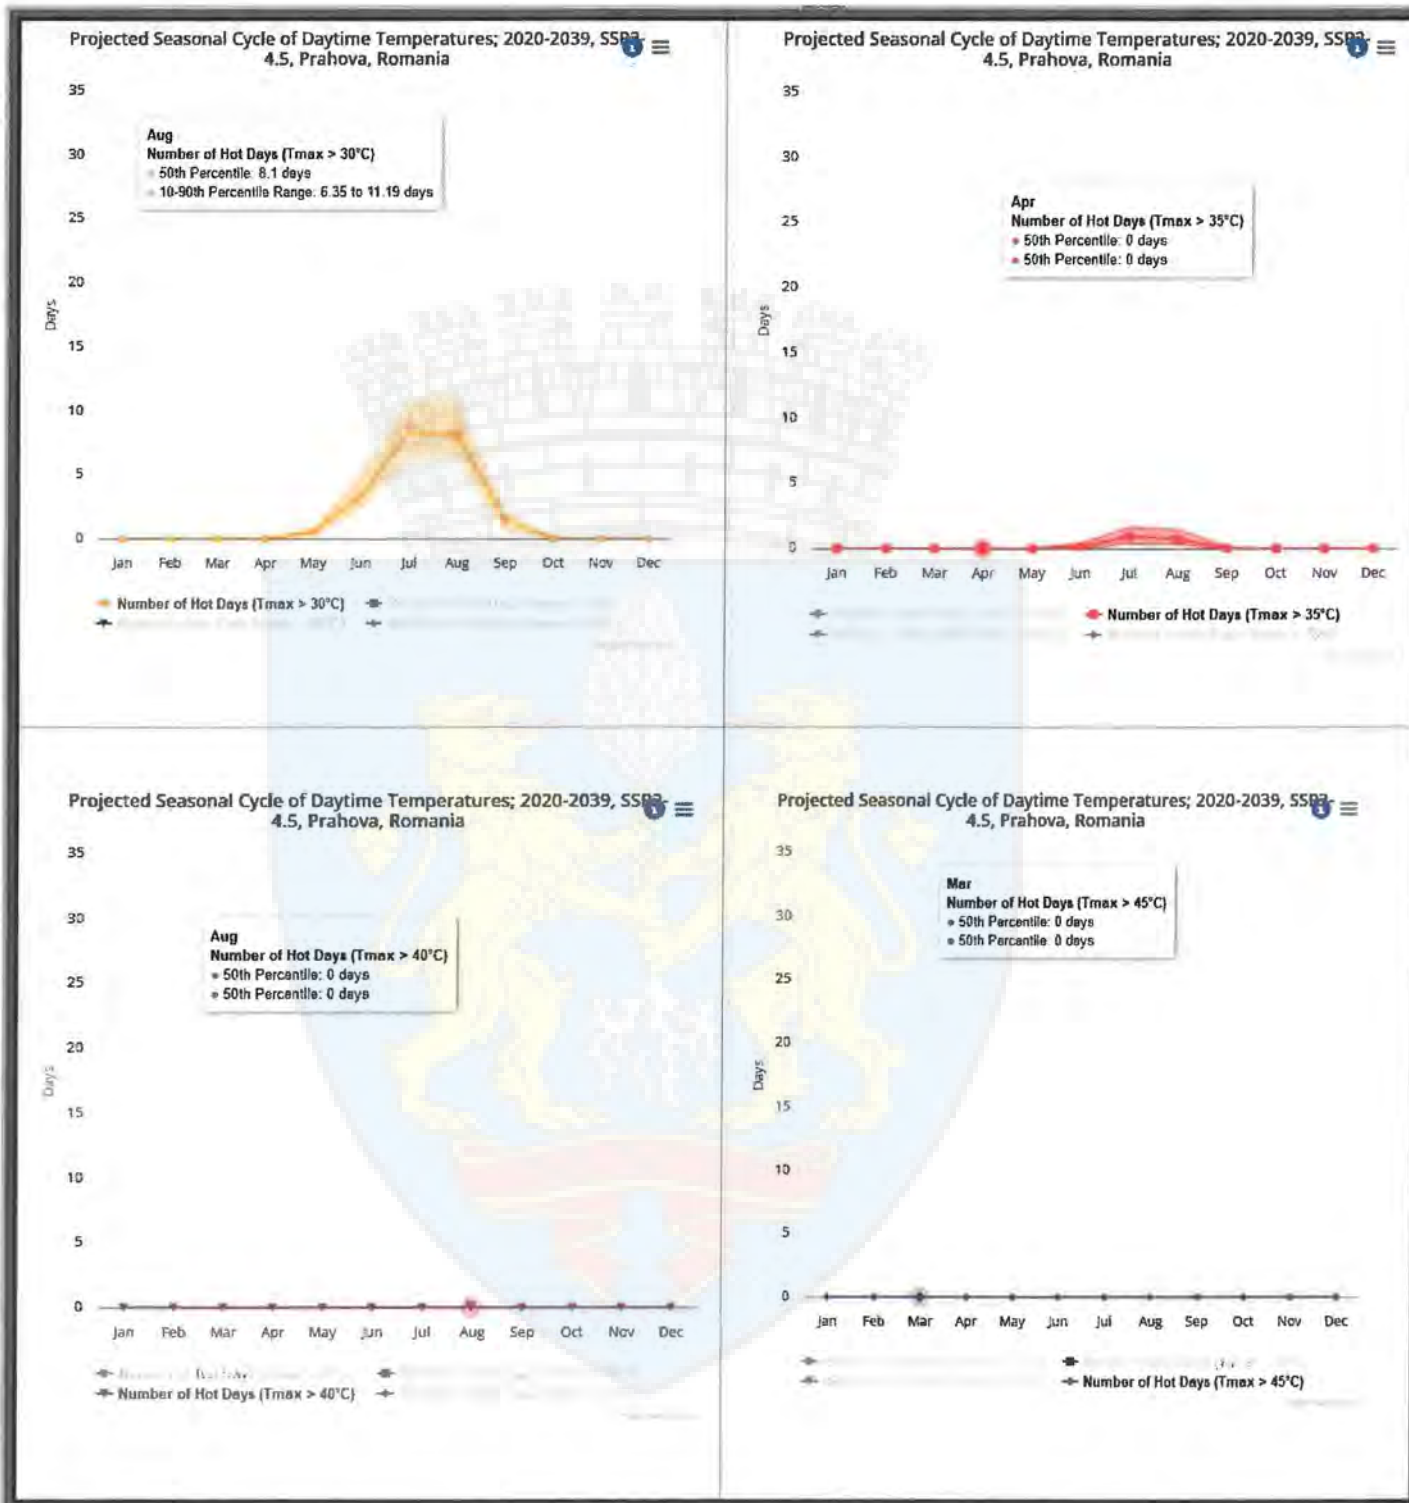 Projected Seasonal Cycle of Daytime Temperatures; 2020-2039, SSP2-
4.5, Prahova, Romania
35
30
25
20
15
10
5
0
Days
Aug
Number of Hot Days (Tmax > 30°C)
50th Percentile: 8.1 days
10-90th Percentile Range: 6.35 to 11.19 days
Jan Feb Mar Apr May Jun Jul Aug Sep Oct Nov Dec
Number of Hot Days (Tmax > 30°C)
Projected Seasonal Cycle of Daytime Temperatures; 2020-2039, SSP2-
4.5, Prahova, Romania
35
30
25
20
15
10
5
0
Days
Apr
Number of Hot Days (Tmax > 35°C)
50th Percentile: 0 days
50th Percentile: 0 days
Jan Feb Mar Apr May Jun Jul Aug Sep Oct Nov Dec
Number of Hot Days (Tmax > 35°C)
Projected Seasonal Cycle of Daytime Temperatures; 2020-2039, SSP2-
4.5, Prahova, Romania
35
30
25
20
15
10
5
0
Days
Aug
Number of Hot Days (Tmax > 40°C)
50th Percentile: 0 days
50th Percentile: 0 days
Jan Feb Mar Apr May Jun Jul Aug Sep Oct Nov Dec
Number of Hot Days (Tmax > 40°C)
Projected Seasonal Cycle of Daytime Temperatures; 2020-2039, SSP2-
4.5, Prahova, Romania
35
30
25
20
15
10
5
0
Days
Mar
Number of Hot Days (Tmax > 45°C)
50th Percentile: 0 days
50th Percentile: 0 days
Jan Feb Mar Apr May Jun Jul Aug Sep Oct Nov Dec
Number of Hot Days (Tmax > 45°C)